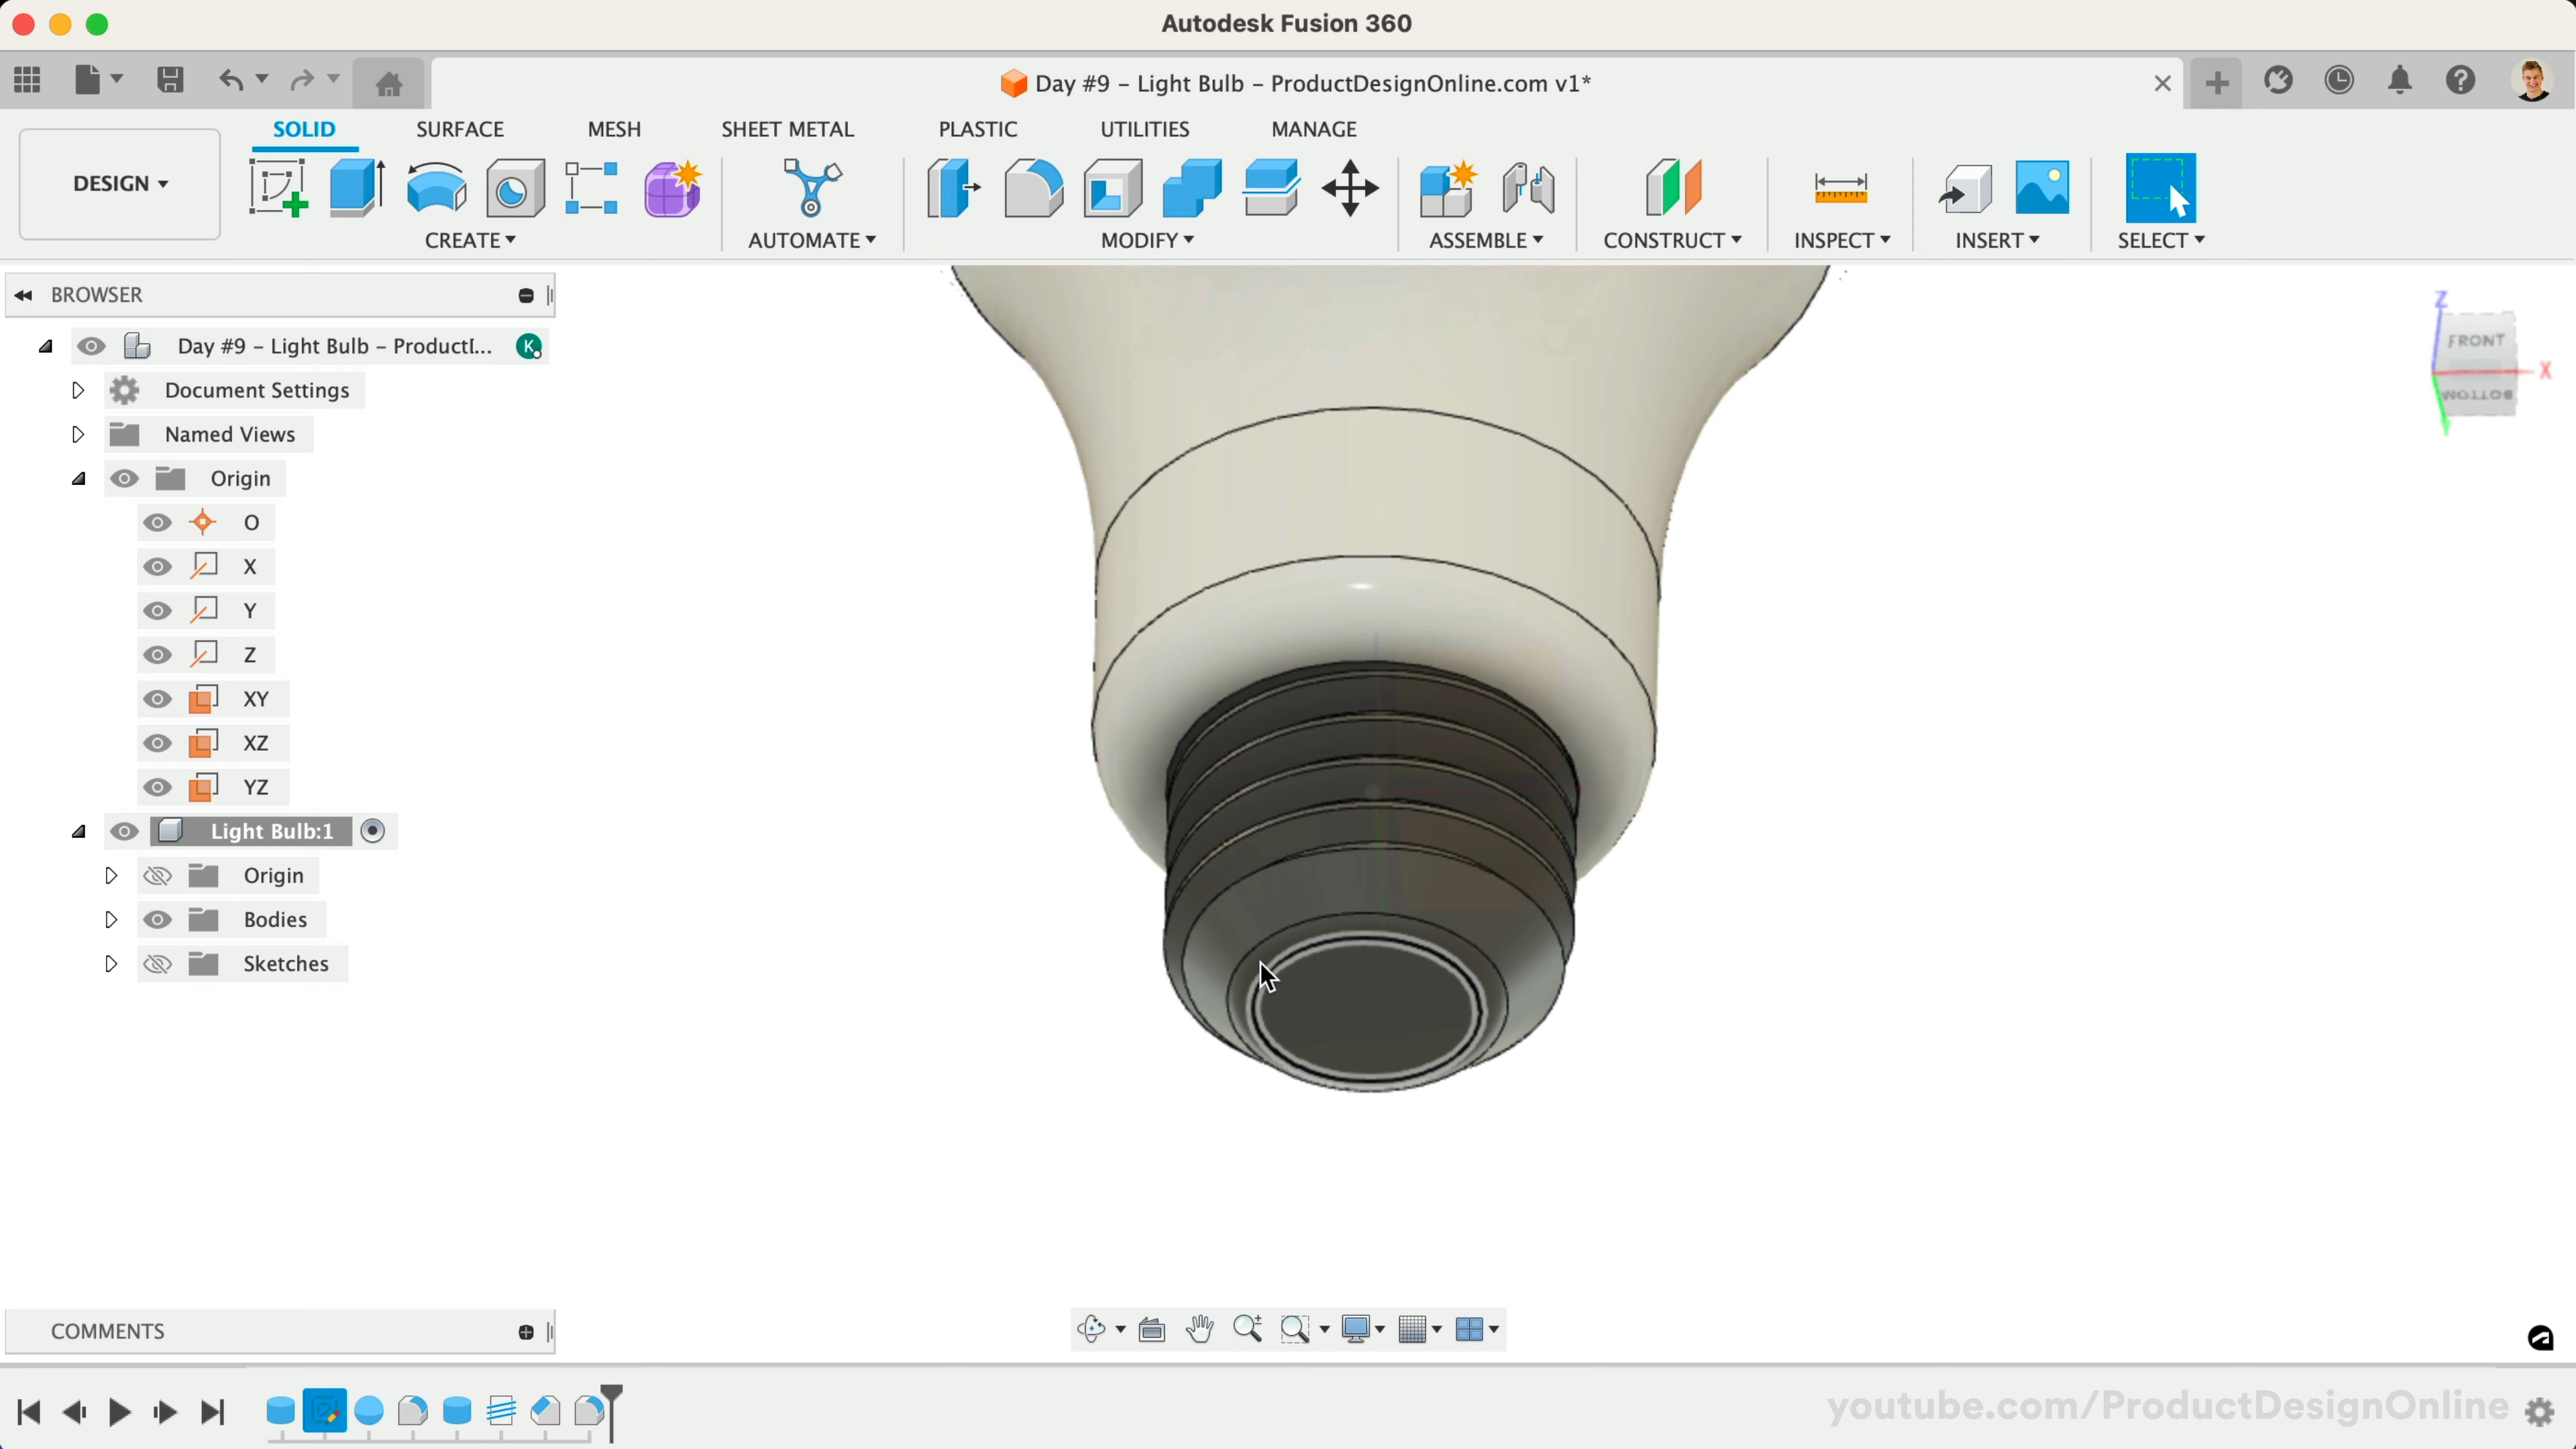 Autodesk Fusion 360
Day #9 – Light Bulb – ProductDesignOnline.com v1*
SOLID SURFACE MESH SHEET METAL PLASTIC UTILITIES MANAGE
DESIGN
CREATE AUTOMATE MODIFY ASSEMBLE CONSTRUCT INSPECT INSERT SELECT
BROWSER
Day #9 – Light Bulb – Product[... K
Document Settings
Named Views
Origin
O
X
Y
Z
XY
XZ
YZ
Light Bulb:1
Origin
Bodies
Sketches
Z
FRONT
X
BOTTOM
COMMENTS
youtube.com/ProductDesignOnline